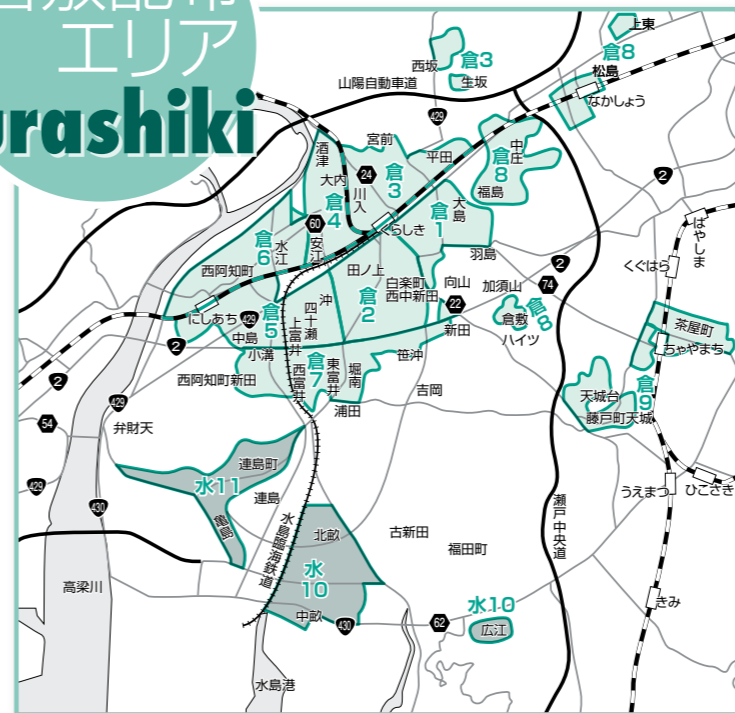 エリア
urashiki
上東
倉3
西坂
生坂
倉8
松島
なかしょう
山陽自動車道
429
宮前
酒津
大内
24
川入
倉3
平田
倉8
中庄
福島
2
倉4
倉1
犬島
60
くらしき
安江
倉6
水江
西阿知町
田ノ上
羽島
はやしま
くぐはら
白楽町
西中新田
向山
加須山
2
74
倉2
沖
四十瀬
22
新田
倉敷
ハイツ
倉8
茶屋町
ちゃやまち
にしあち
429
倉5
中島
上富井
2
小溝
笹沖
倉7
西富井
東富井
堀南
西阿知町新田
吉岡
浦田
天城台
倉9
藤戸町天城
2
429
54
弁財天
連島町
水11
連島
亀島
うえまつ
ひこさき
429
430
水島臨海鉄道
北畝
古新田
瀬戸中央道
福田町
高梁川
水10
水10
きみ
中畝
430
62
広江
水島港